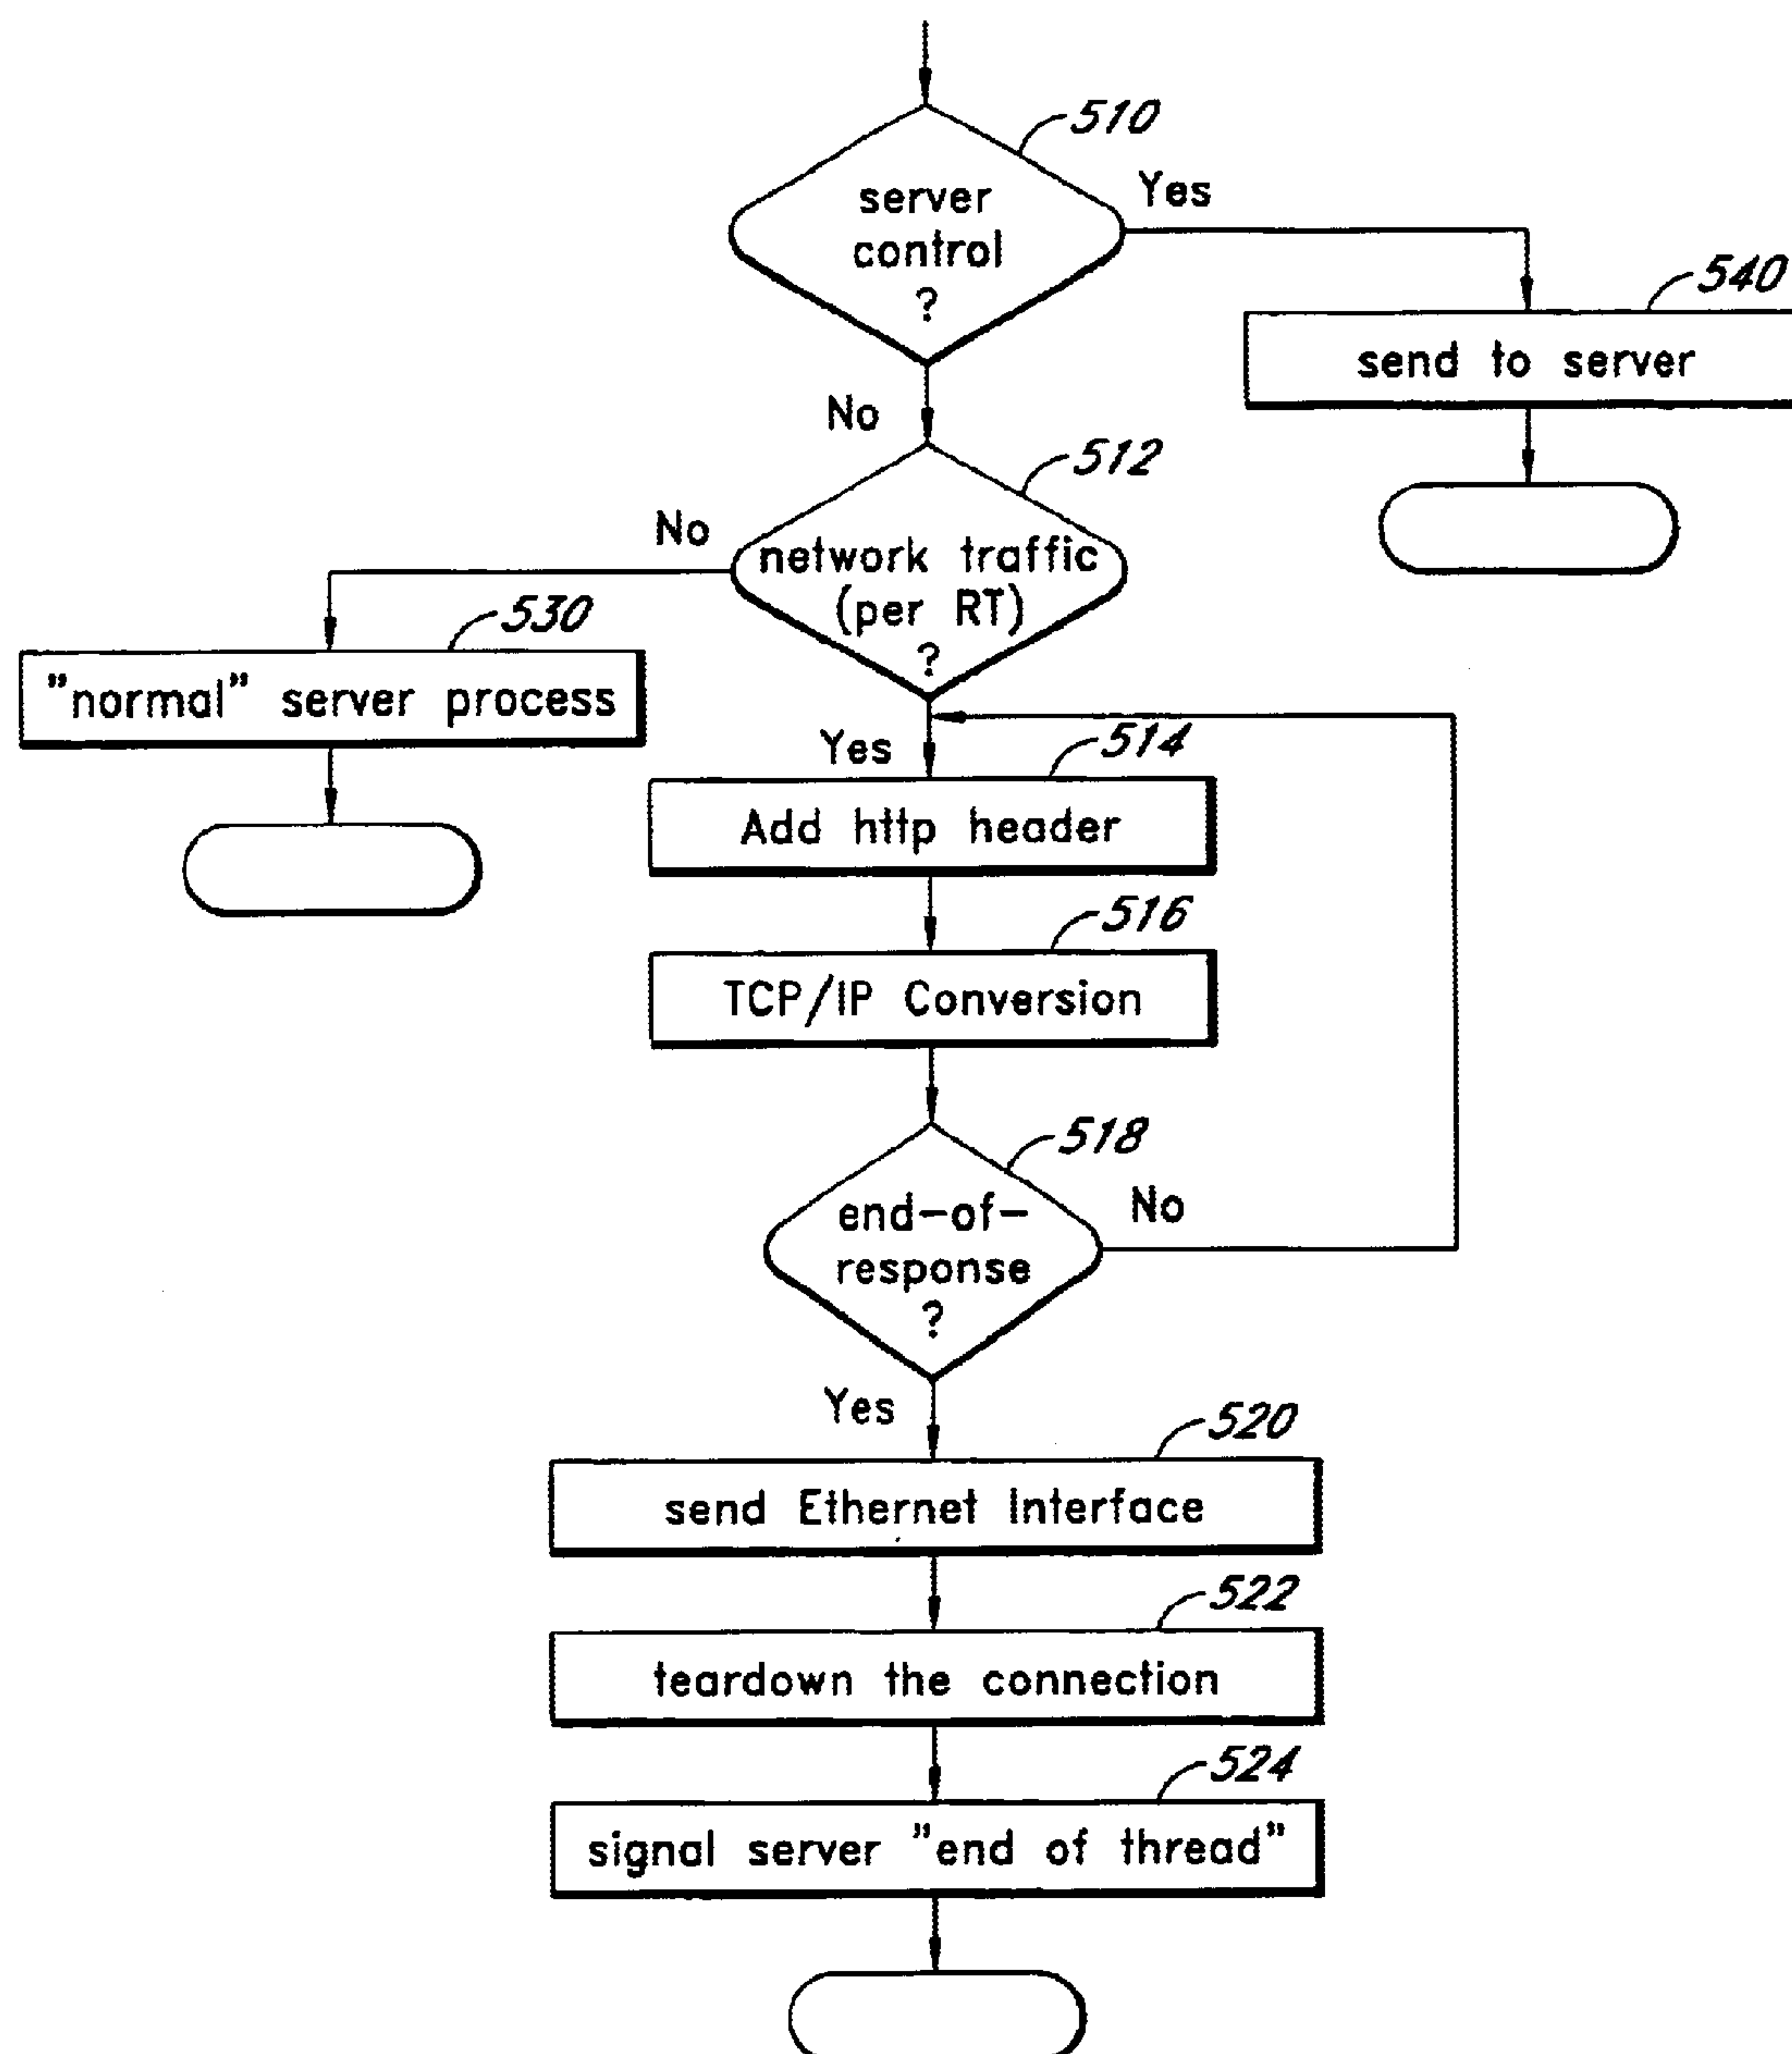 510
server
control
?
Yes
540
send to server
No
512
No
network traffic
(per RT)
?
530
"normal" server process
Yes
514
Add http header
516
TCP/IP Conversion
518
end-of-
response
?
No
Yes
520
send Ethernet Interface
522
teardown the connection
524
signal server "end of thread"